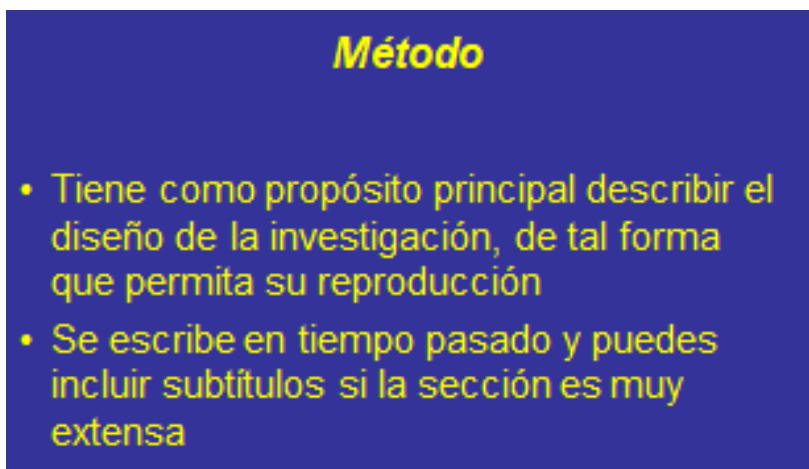 Método
• Tiene como propósito principal describir el
diseño de la investigación, de tal forma
que permita su reproducción
• Se escribe en tiempo pasado y puedes
incluir subtítulos si la sección es muy
extensa